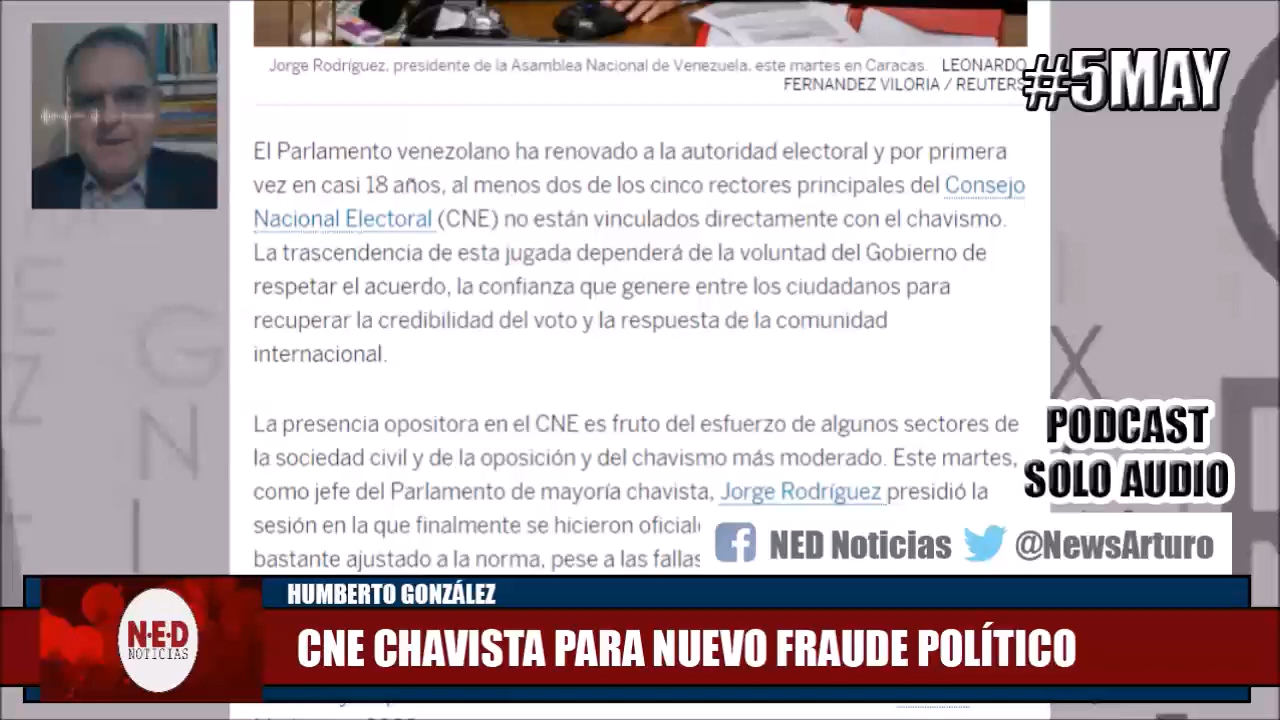 Jorge Rodríguez, presidente de la Asamblea Nacional de Venezuela, este martes en Caracas. LEONARDO
FERNANDEZ VILORIA / REUTERS
#5MAY
El Parlamento venezolano ha renovado a la autoridad electoral y por primera
vez en casi 18 años, al menos dos de los cinco rectores principales del Consejo
Nacional Electoral (CNE) no están vinculados directamente con el chavismo.
La trascendencia de esta jugada dependerá de la voluntad del Gobierno de
respetar el acuerdo, la confianza que genere entre los ciudadanos para
recuperar la credibilidad del voto y la respuesta de la comunidad
internacional.
La presencia opositora en el CNE es fruto del esfuerzo de algunos sectores de
la sociedad civil y de la oposición y del chavismo más moderado. Este martes,
como jefe del Parlamento de mayoría chavista, Jorge Rodríguez presidió la
sesión en la que finalmente se hicieron
bastante ajustado a la norma, pese a las fallas
PODCAST
SOLO AUDIO
NED Noticias @NewsArturo
HUMBERTO GONZÁLEZ
N·E·D
NOTICIAS
CNE CHAVISTA PARA NUEVO FRAUDE POLÍTICO